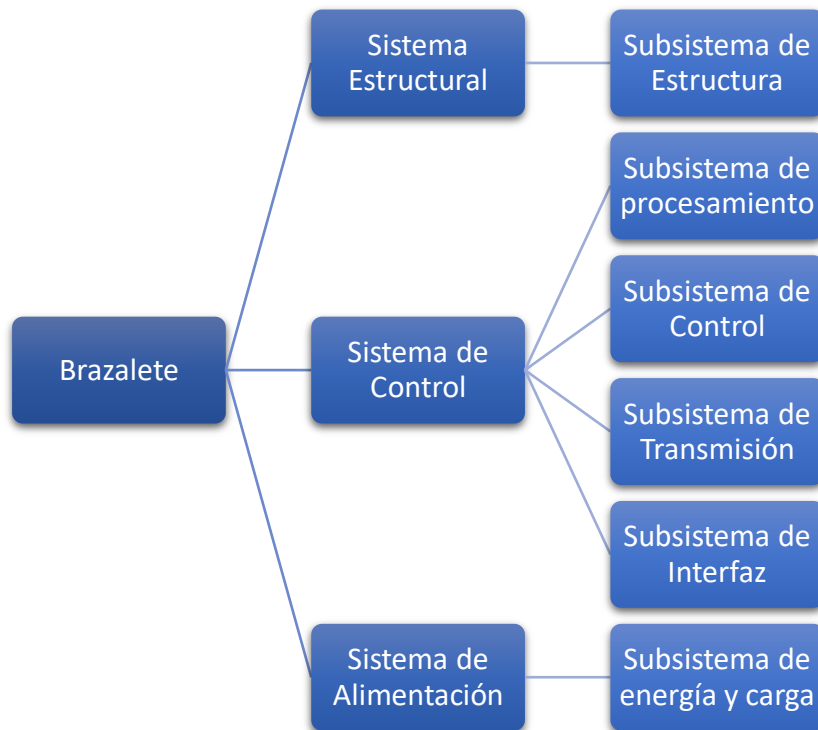 Brazalete
Sistema
Estructural
Subsistema de
Estructura
Sistema de
Control
Subsistema de
procesamiento
Subsistema de
Control
Subsistema de
Transmisión
Subsistema de
Interfaz
Sistema de
Alimentación
Subsistema de
energía y carga